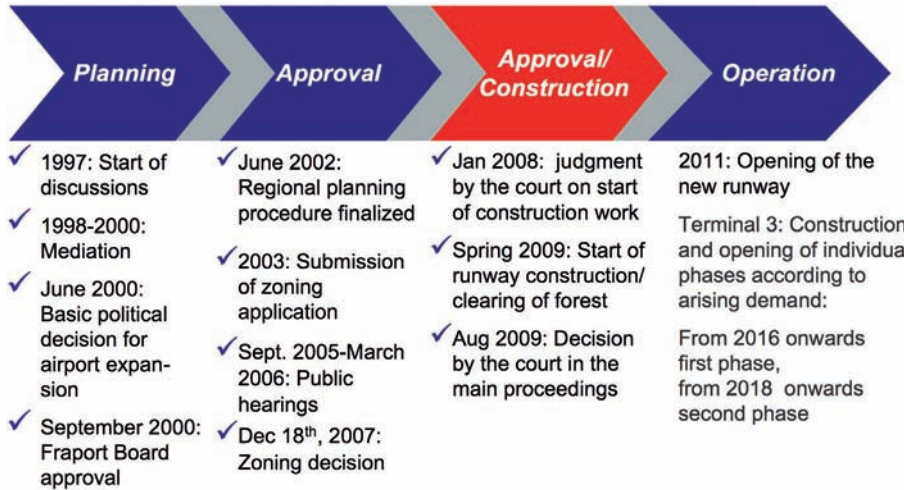 Planning
Approval
Approval/
Construction
Operation
1997: Start of
discussions
1998-2000:
Mediation
June 2000:
Basic political
decision for
airport expan-
sion
September 2000:
Fraport Board
approval
June 2002:
Regional planning
procedure finalized
2003: Submission
of zoning
application
Sept. 2005-March
2006: Public
hearings
Dec 18th, 2007:
Zoning decision
Jan 2008: judgment
by the court on start
of construction work
Spring 2009: Start of
runway construction/
clearing of forest
Aug 2009: Decision
by the court in the
main proceedings
2011: Opening of the
new runway
Terminal 3: Construction
and opening of individual
phases according to
arising demand:
From 2016 onwards
first phase,
from 2018 onwards
second phase